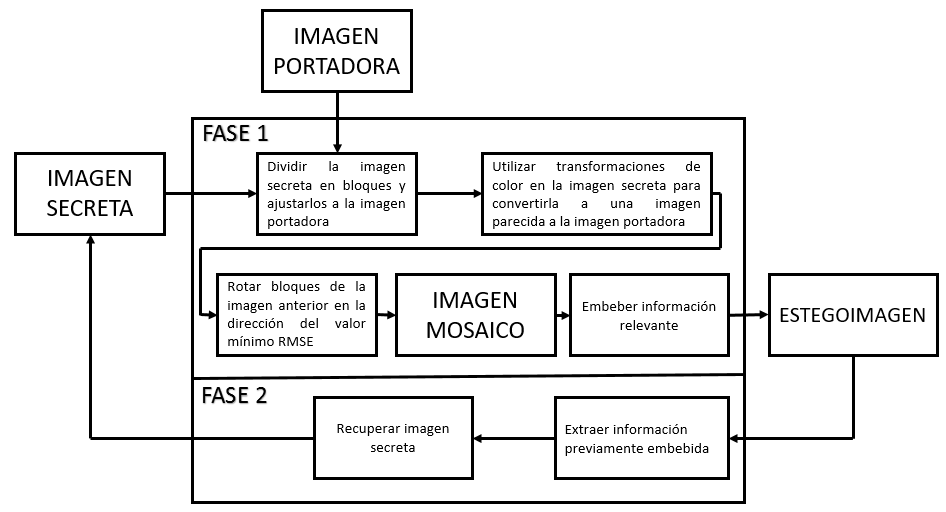 IMAGEN
PORTADORA
FASE 1
IMAGEN
SECRETA
Dividir la imagen
secreta en bloques y
ajustarlos a la imagen
portadora
Utilizar transformaciones de
color en la imagen secreta para
convertirla a una imagen
parecida a la imagen portadora
Rotar bloques de la
imagen anterior en la
dirección del valor
mínimo RMSE
IMAGEN
MOSAICO
Embeber información
relevante
ESTEGOIMAGEN
FASE 2
Recuperar imagen
secreta
Extraer información
previamente embebida